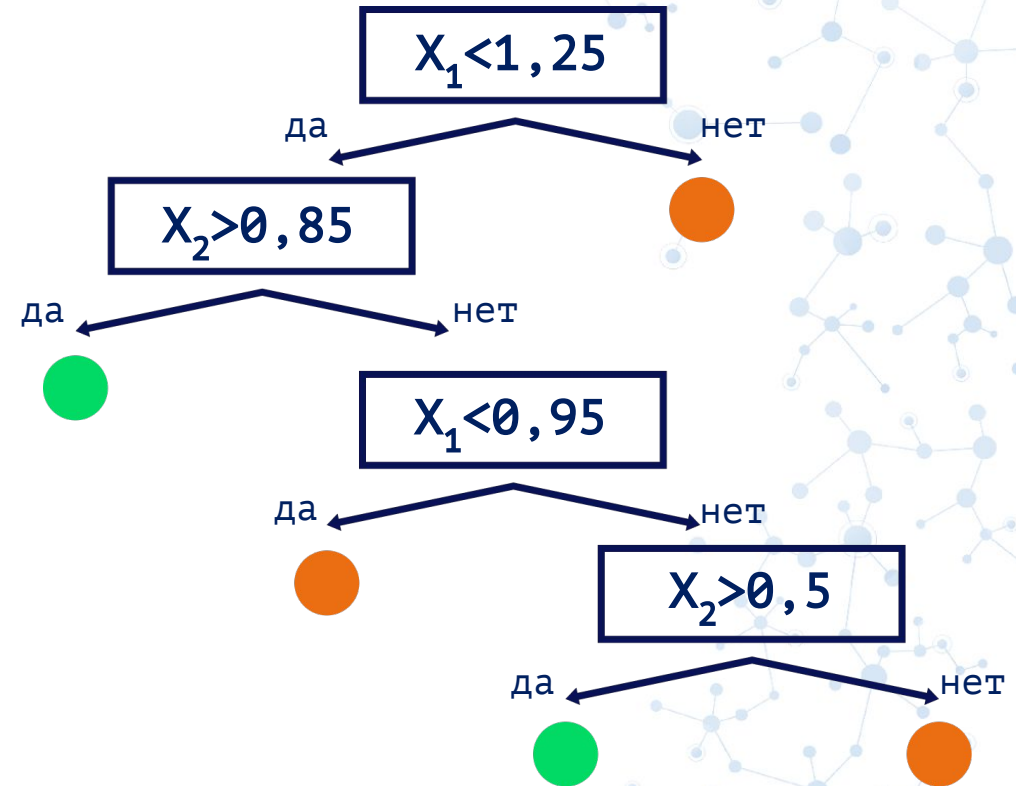 X₁<1,25
да нет
X₂>0,85
да нет
X₁<0,95
да нет
X₂>0,5
да нет